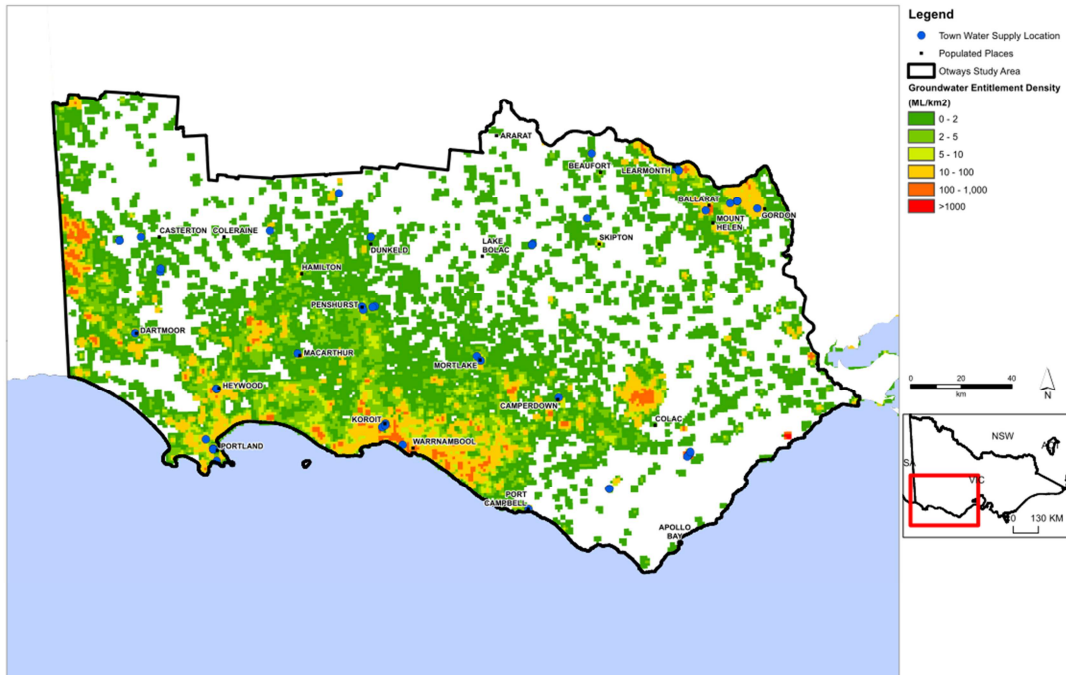 Legend
Town Water Supply Location
Populated Places
Otways Study Area
Groundwater Entitlement Density
(ML/km2)
0 - 2
2 - 5
5 - 10
10 - 100
100 - 1,000
>1000
ARARAT
BEAUFORT
LEARMONTH
BALLARAT
MOUNT
HELEN
GORDON
CASTERTON
COLERAINE
DUNKELD
LAKE
BOLAC
SKIPTON
HAMILTON
PENSHURST
DARTMOOR
MACARTHUR
MORTLAKE
HEYWOOD
CAMPERDOWN
KOROIT
COLAC
PORTLAND
WARRNAMBOOL
PORT
CAMPBELL
APOLLO
BAY
0 20 40
km
N
NSW
SA
VIC
130 KM